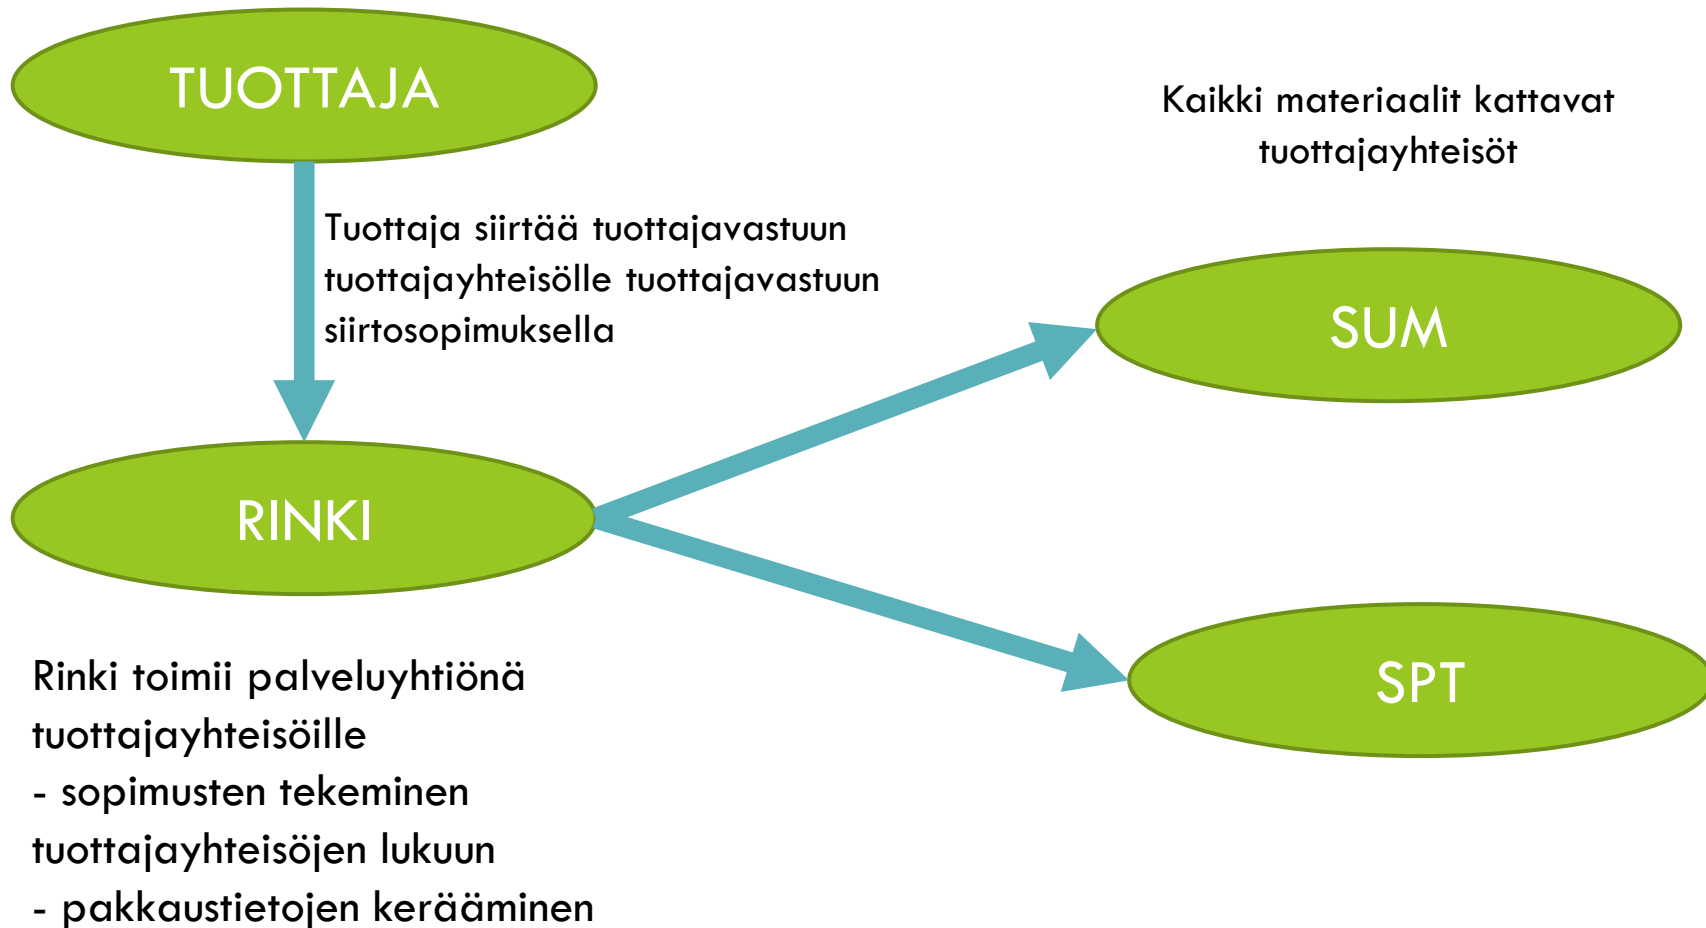 TUOTTAJA
Kaikki materiaalit kattavat
tuottajayhteisöt
Tuottaja siirtää tuottajavastuun
tuottajayhteisölle tuottajavastuun
siirtosopimuksella
SUM
RINKI
SPT
Rinki toimii palveluyhtiönä
tuottajayhteisöille
- sopimusten tekeminen
tuottajayhteisöjen lukuun
- pakkaustietojen kerääminen